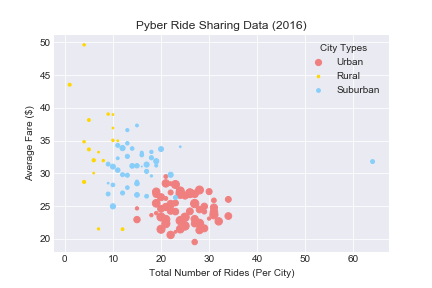 Pyber Ride Sharing Data (2016)
City Types
Urban
Rural
Suburban
Average Fare ($)
50
45
40
35
30
25
20
0 10 20 30 40 50 60
Total Number of Rides (Per City)